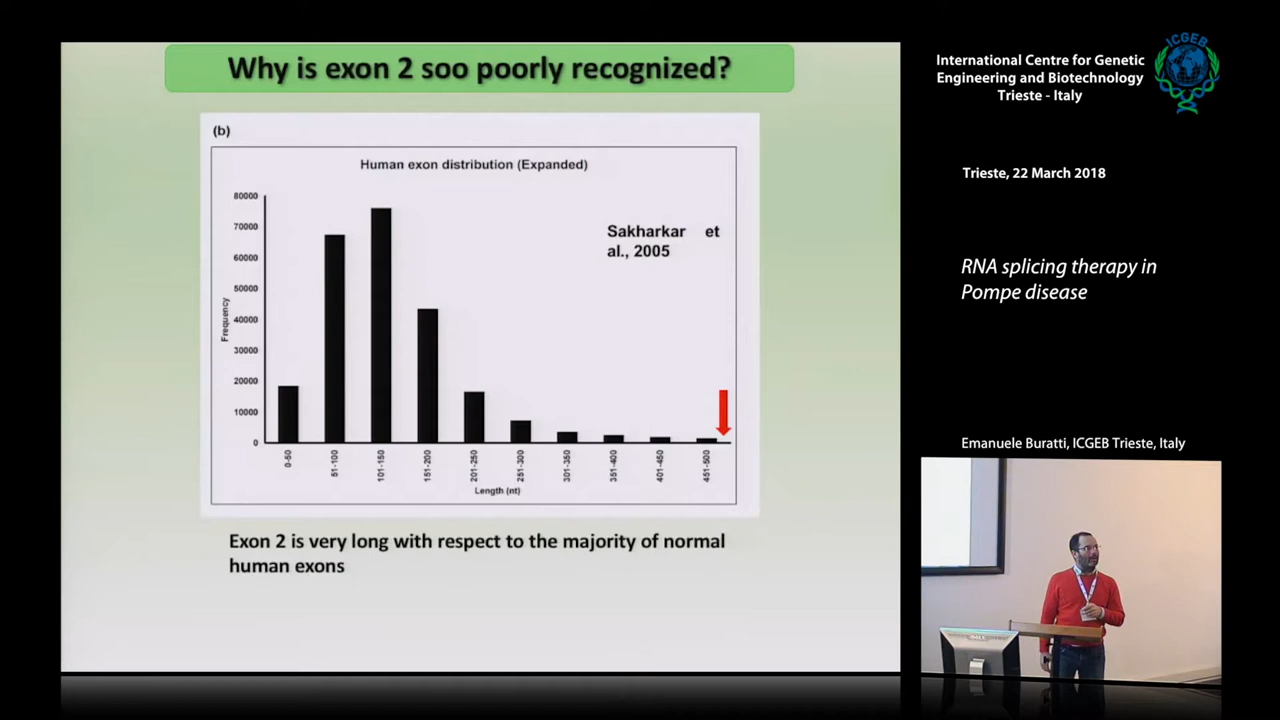 Why is exon 2 soo poorly recognized?
(b)
Human exon distribution (Expanded)
Sakharkar et
al., 2005
80000
70000
60000
50000
40000
30000
20000
10000
0
Frequency
0-50
51-100
101-150
151-200
201-250
251-300
301-350
351-400
401-450
451-500
Length (nt)
Exon 2 is very long with respect to the majority of normal
human exons
ICGEB
International Centre for Genetic
Engineering and Biotechnology
Trieste - Italy
Trieste, 22 March 2018
RNA splicing therapy in
Pompe disease
Emanuele Buratti, ICGEB Trieste, Italy